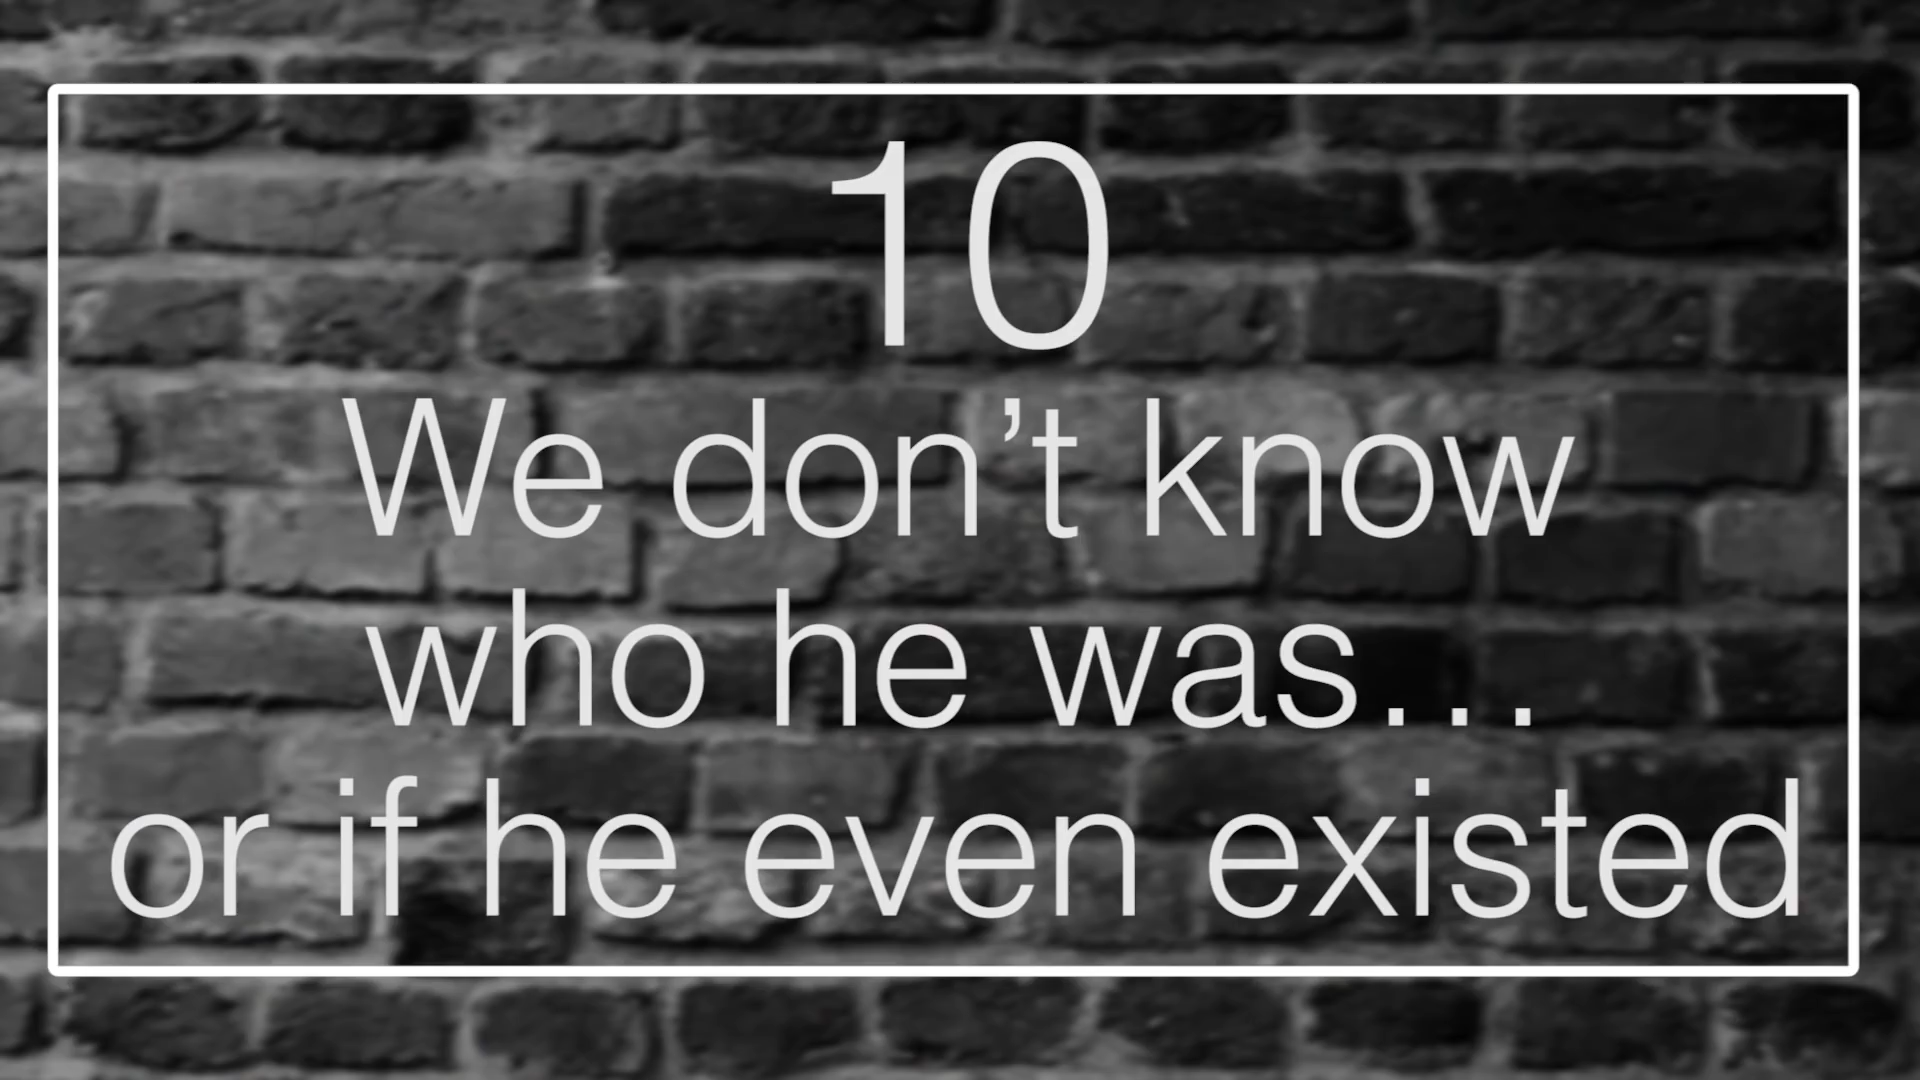 10
We don’t know
who he was...
or if he even existed